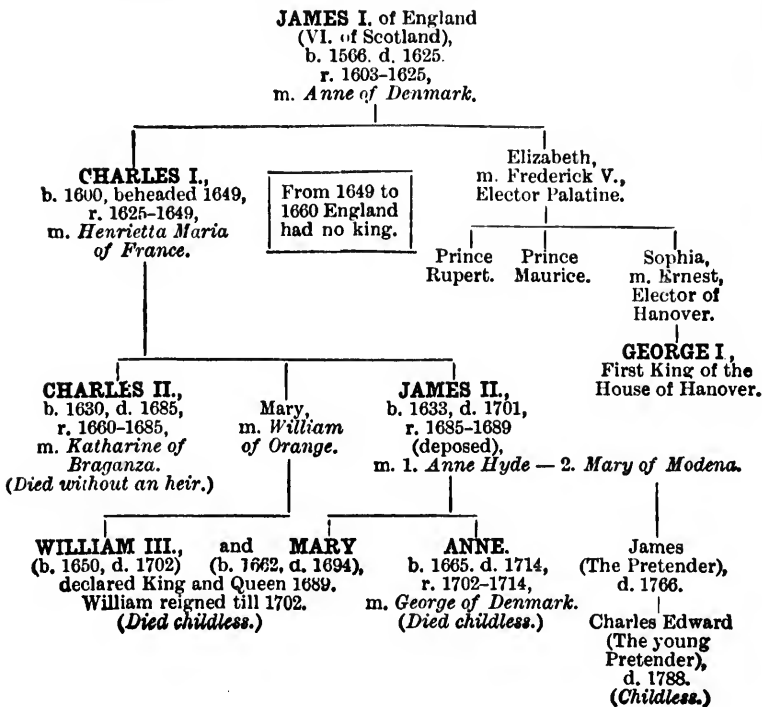 JAMES I. of England
(VI. of Scotland),
b. 1566. d. 1625.
r. 1603–1625,
m. Anne of Denmark.
CHARLES I.,
b. 1600, beheaded 1649,
r. 1625–1649,
m. Henrietta Maria
of France.
From 1649 to
1660 England
had no king.
Elizabeth,
m. Frederick V.,
Elector Palatine.
Prince
Rupert.
Prince
Maurice.
Sophia,
m. Ernest,
Elector of
Hanover.
GEORGE I.,
First King of the
House of Hanover.
CHARLES II.,
b. 1630, d. 1685,
r. 1660–1685,
m. Katharine of
Braganza.
(Died without an heir.)
Mary,
m. William
of Orange.
JAMES II.,
b. 1633, d. 1701,
r. 1685–1689
(deposed),
m. 1. Anne Hyde — 2. Mary of Modena.
WILLIAM III., and MARY
(b. 1650, d. 1702) (b. 1662, d. 1694),
declared King and Queen 1689.
William reigned till 1702.
(Died childless.)
ANNE.
b. 1665. d. 1714,
r. 1702–1714,
m. George of Denmark.
(Died childless.)
James
(The Pretender),
d. 1766.
Charles Edward
(The young
Pretender),
d. 1788.
(Childless.)